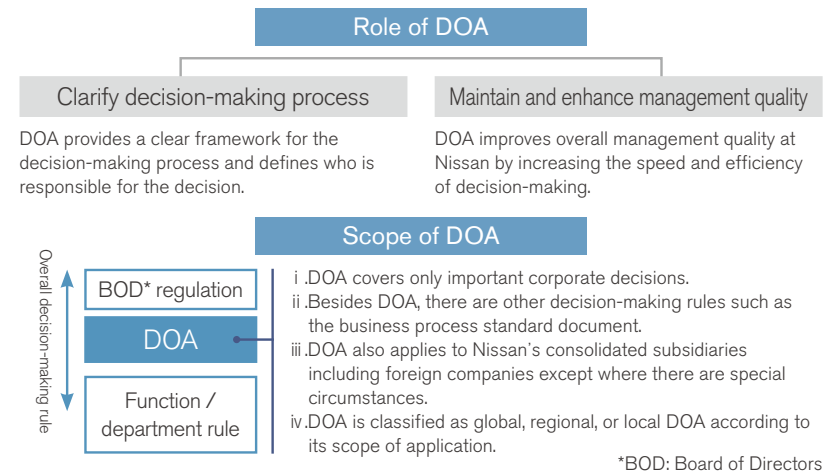 Role of DOA
Clarify decision-making process
DOA provides a clear framework for the
decision-making process and defines who is
responsible for the decision.
Maintain and enhance management quality
DOA improves overall management quality at
Nissan by increasing the speed and efficiency
of decision-making.
Scope of DOA
Overall decision-making rule
BOD* regulation
DOA
Function /
department rule
i .DOA covers only important corporate decisions.
ii .Besides DOA, there are other decision-making rules such as
the business process standard document.
iii.DOA also applies to Nissan's consolidated subsidiaries
including foreign companies except where there are special
circumstances.
iv.DOA is classified as global, regional, or local DOA according to
its scope of application.
*BOD: Board of Directors